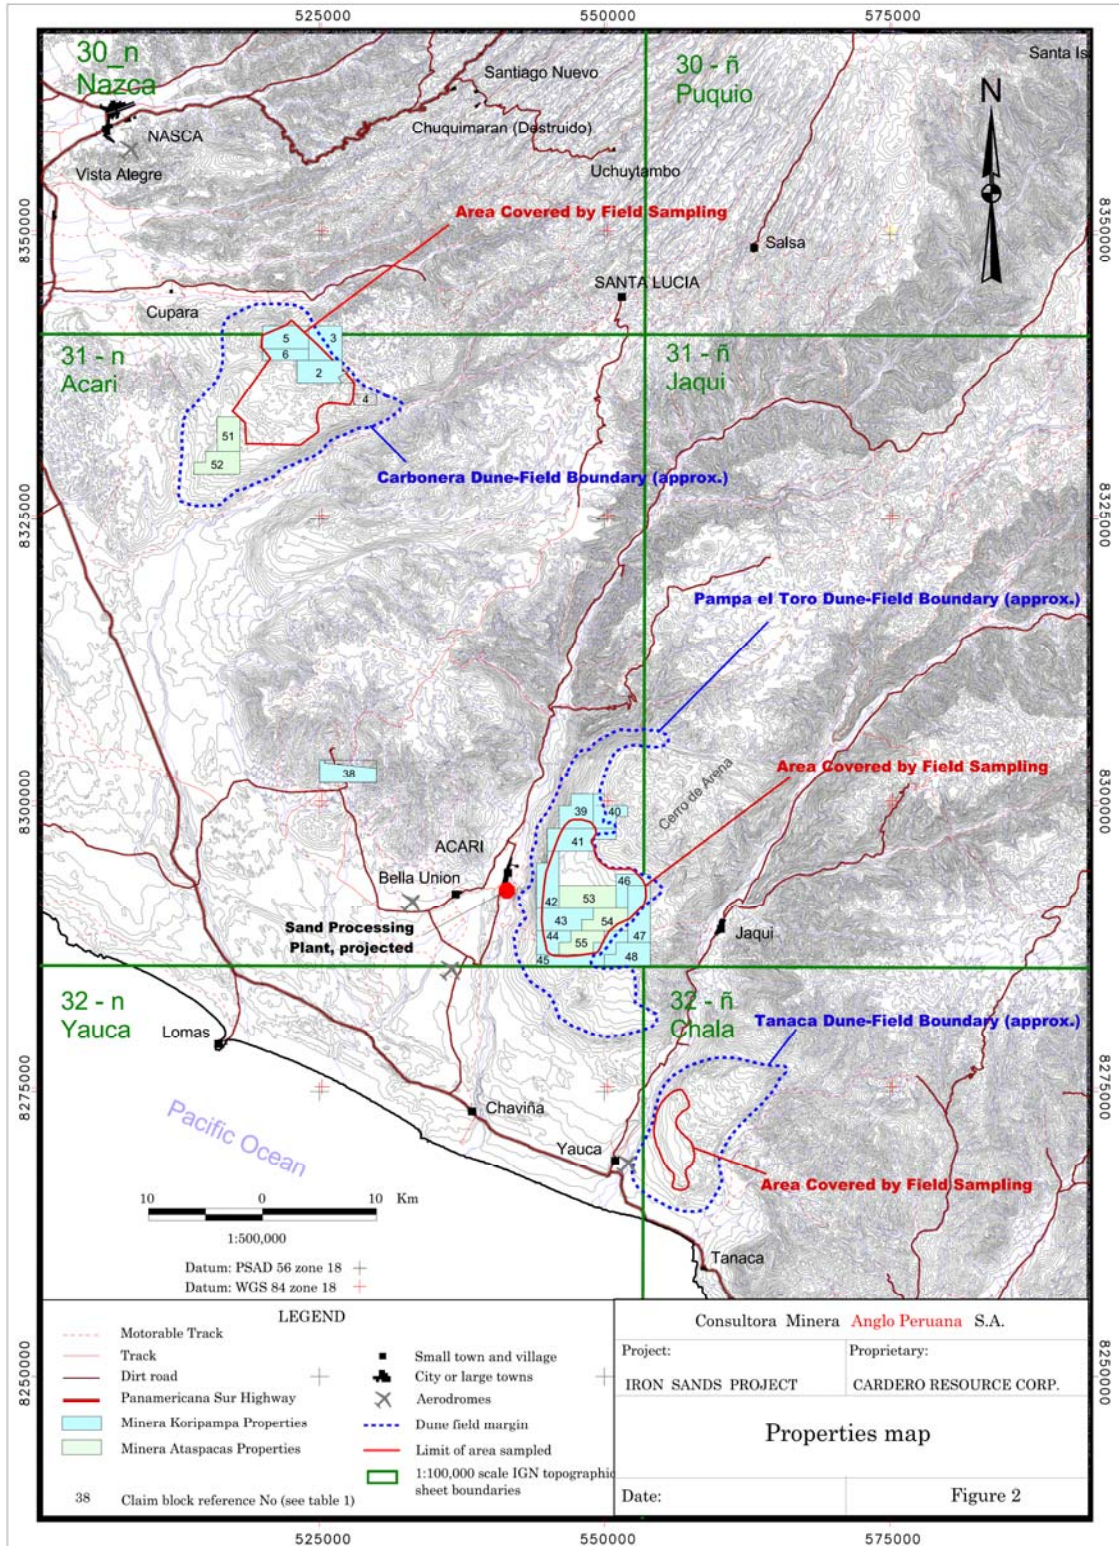 525000
550000
575000
30_n
Nazca
30 - ñ
Puquio
Santa Is
Santiago Nuevo
N
NASCA
Chuquimaran (Destruido)
Vista Alegre
Uchuytambo
Area Covered by Field Sampling
8350000
8350000
Salsa
SANTA LUCIA
Cupara
31 - n
Acari
5
3
6
2
4
31 - ñ
Jaqui
51
52
Carbonera Dune-Field Boundary (approx.)
8325000
8325000
Pampa el Toro Dune-Field Boundary (approx.)
38
Cerro de Arena
Area Covered by Field Sampling
8300000
8300000
39
40
41
ACARI
Bella Union
46
42
53
43
54
Sand Processing
Plant, projected
44
47
55
45
48
Jaqui
32 - n
Yauca
32 - ñ
Chala
Tanaca Dune-Field Boundary (approx.)
Lomas
8275000
8275000
Chaviña
Pacific Ocean
Yauca
Area Covered by Field Sampling
10
0
10
Km
1:500,000
Tanaca
Datum: PSAD 56 zone 18
Datum: WGS 84 zone 18
LEGEND
Motorable Track
Track
Dirt road
Panamericana Sur Highway
Minera Koripampa Properties
Minera Ataspacas Properties
38
Claim block reference No (see table 1)
Small town and village
City or large towns
Aerodromes
Dune field margin
Limit of area sampled
1:100,000 scale IGN topographic
sheet boundaries
Consultora Minera Anglo Peruana S.A.
Project:
Proprietary:
IRON SANDS PROJECT
CARDERO RESOURCE CORP.
Properties map
Date:
Figure 2
8250000
8250000
525000
550000
575000